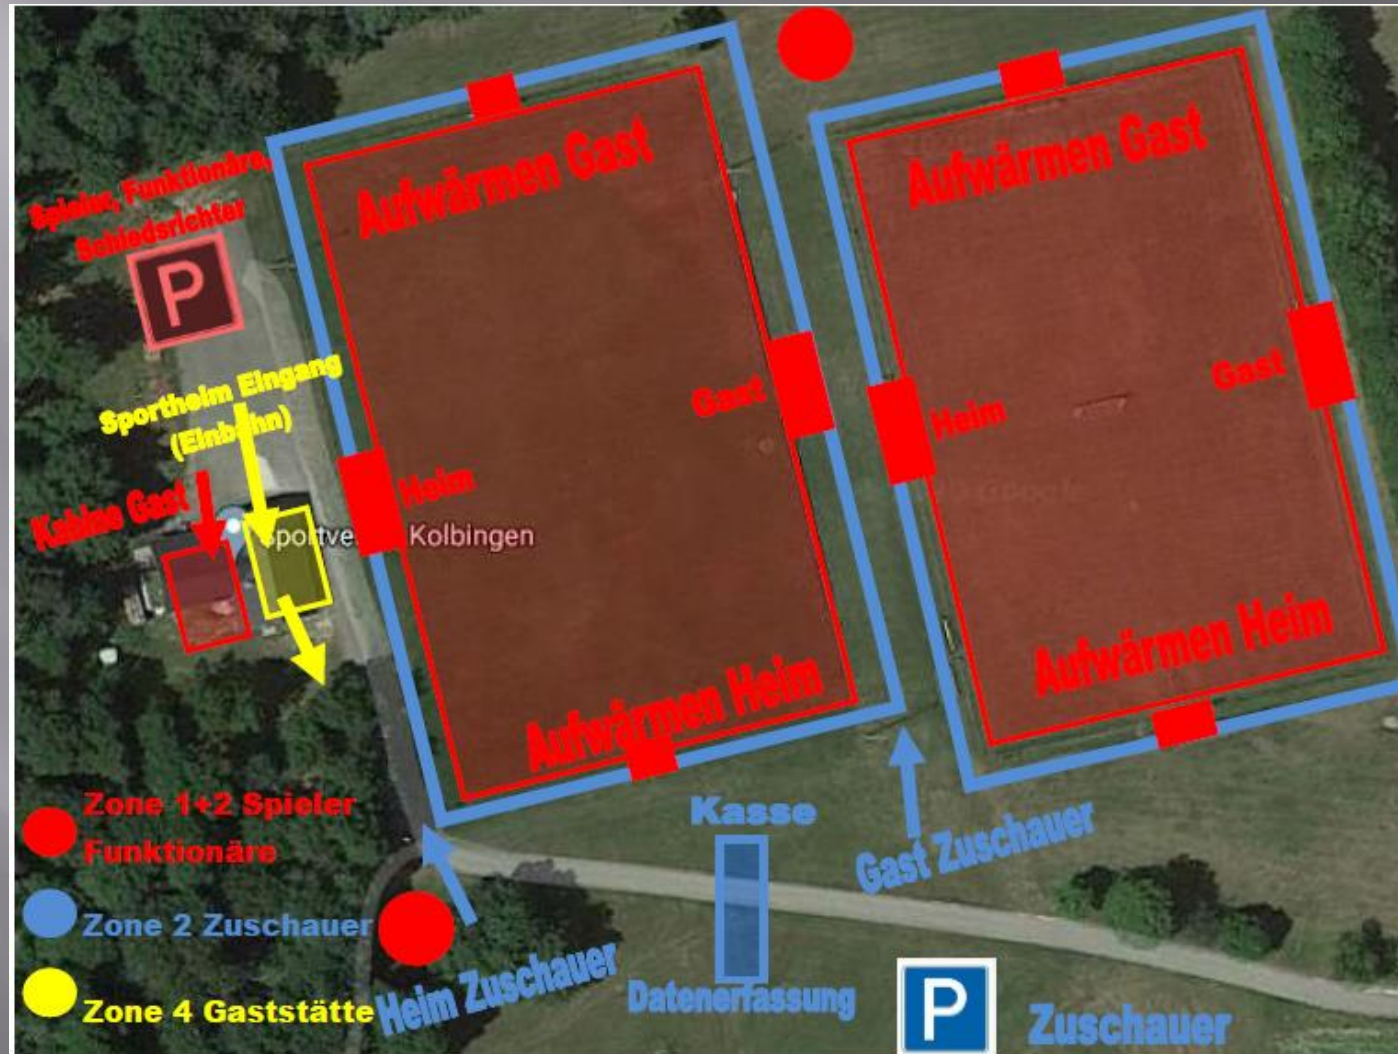 Aufwärmen Gast
Aufwärmen Gast
Spieler, Funktionäre,
Schiedsrichter
P
Sportheim Eingang
(Einbahn)
Gast
Heim
Gast
Kabine Gast
Heim
Kolbingen
Aufwärmen Heim
Aufwärmen Heim
Zone 1+2 Spieler
Funktionäre
Kasse
Gast Zuschauer
Zone 2 Zuschauer
Heim Zuschauer
Datenerfassung
Zone 4 Gaststätte
P
Zuschauer